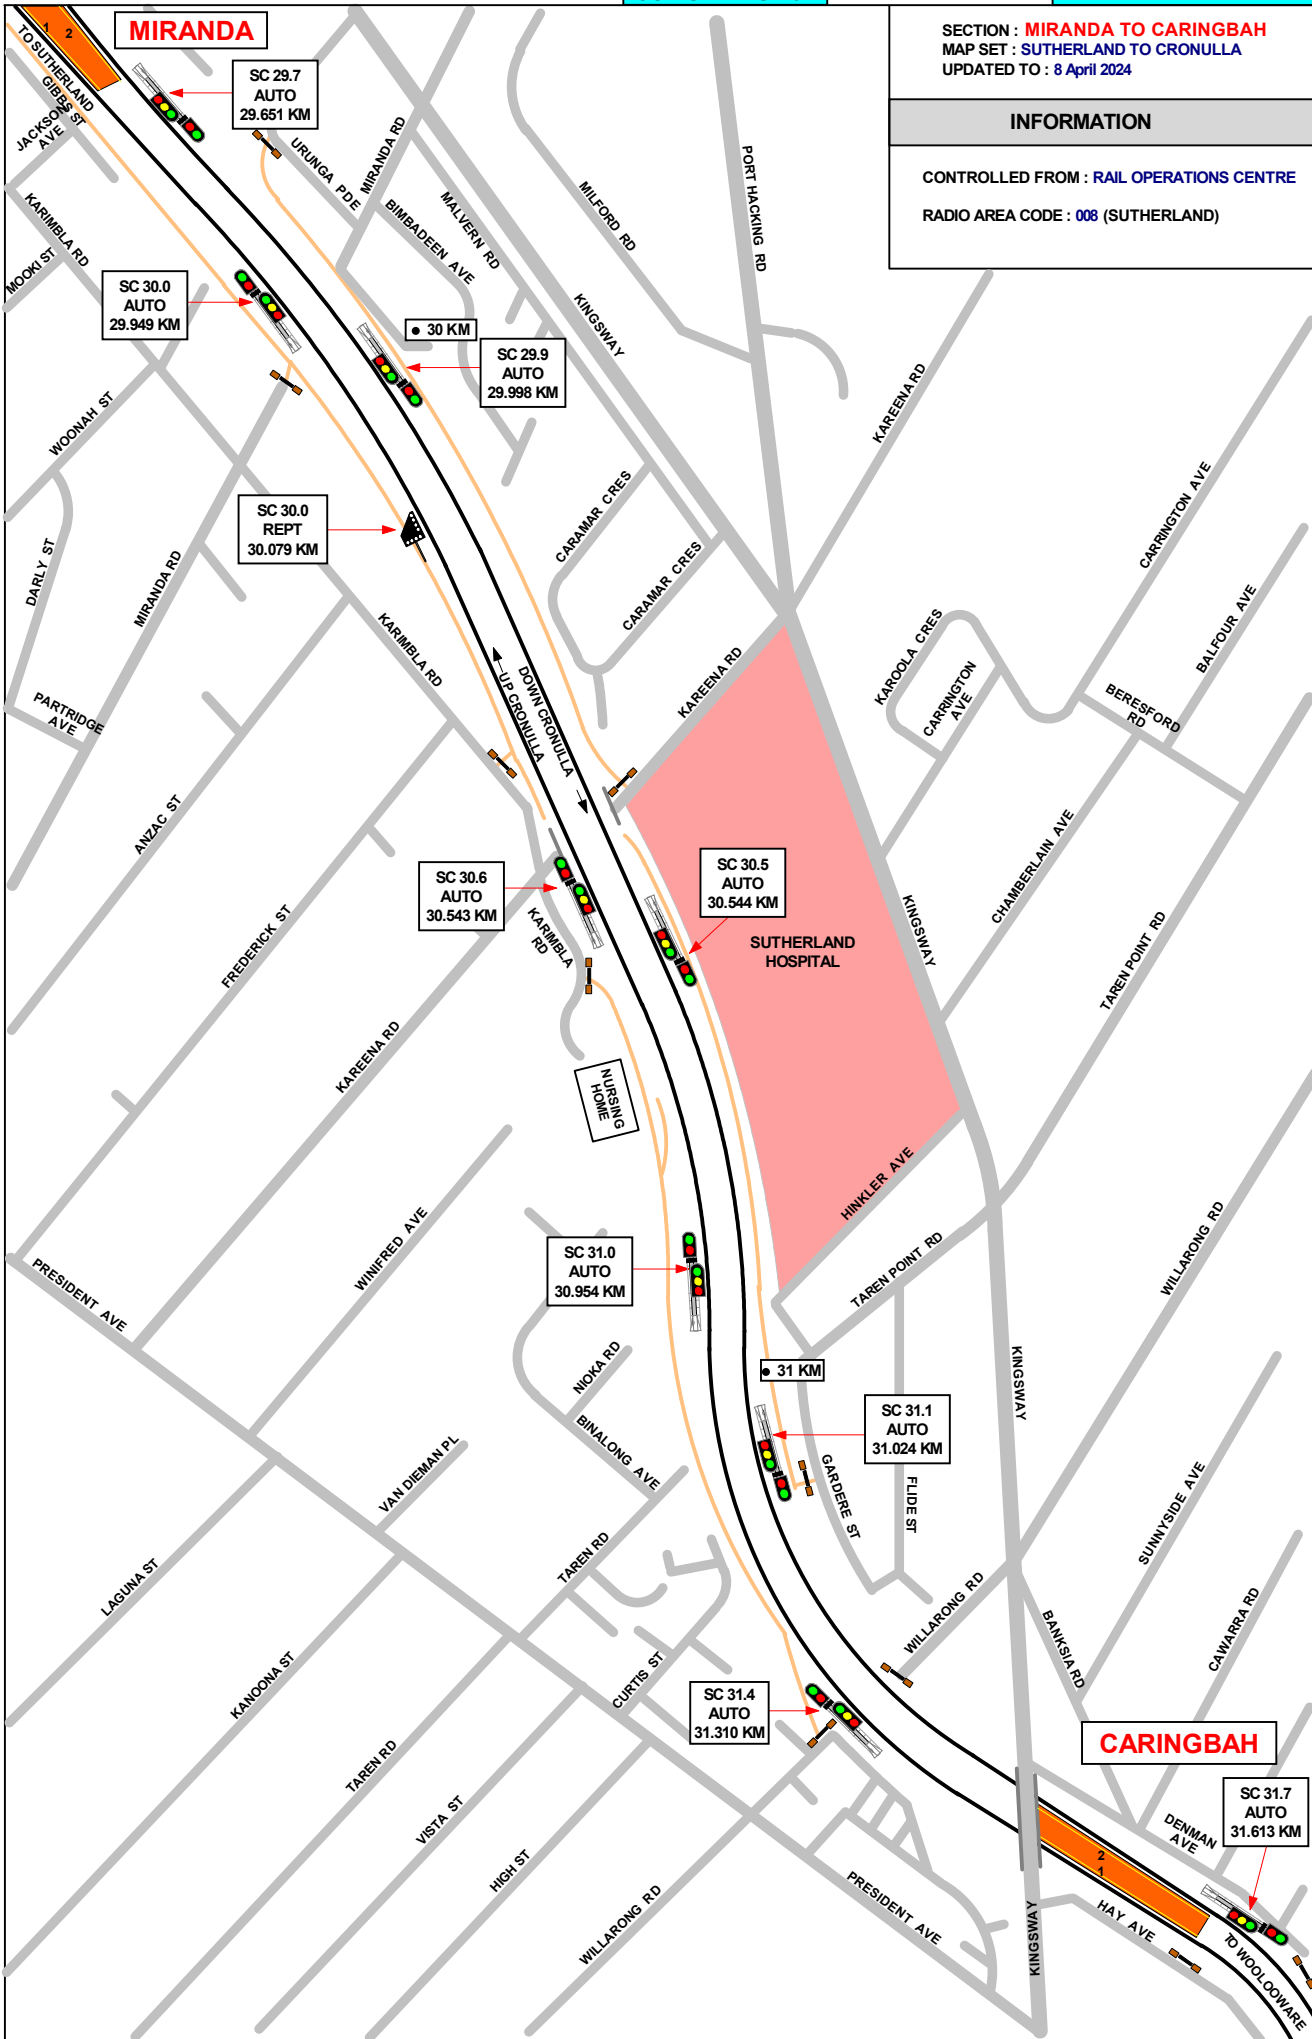 MIRANDA
SECTION : MIRANDA TO CARINGBAH
MAP SET : SUTHERLAND TO CRONULLA
UPDATED TO : 8 April 2024
INFORMATION
CONTROLLED FROM : RAIL OPERATIONS CENTRE
RADIO AREA CODE : 008 (SUTHERLAND)
1
2
TO SUTHERLAND
GIBBS ST
JACKSON
AVE
SC 29.7
AUTO
29.651 KM
URUNGA PDE
MIRANDA RD
BIMBADEEN AVE
MALVERN RD
MILFORD RD
PORT HACKING RD
KINGSWAY
KARIMBLA RD
MOOKI ST
SC 30.0
AUTO
29.949 KM
30 KM
SC 29.9
AUTO
29.998 KM
KAREENA RD
WOONAH ST
DARLY ST
MIRANDA RD
SC 30.0
REPT
30.079 KM
CARAMAR CRES
CARAMAR CRES
CARRINGTON AVE
BALFOUR AVE
KAROOLA CRES
CARRINGTON
AVE
BERESFORD
RD
KARIMBLA RD
KAREENA RD
UP CRONULLA
DOWN CRONULLA
PARTRIDGE
AVE
ANZAC ST
FREDERICK ST
KAREENA RD
SC 30.6
AUTO
30.543 KM
KARIMBLA
RD
SC 30.5
AUTO
30.544 KM
SUTHERLAND
HOSPITAL
KINGSWAY
CHAMBERLAIN AVE
TAREN POINT RD
NURSING
HOME
HINKLER AVE
WINIFRED AVE
PRESIDENT AVE
SC 31.0
AUTO
30.954 KM
TAREN POINT RD
WILLARONG RD
NIOKA RD
31 KM
KINGSWAY
BINALONG AVE
VAN DIEMAN PL
SC 31.1
AUTO
31.024 KM
GARDERE ST
FLIDE ST
SUNNYSIDE AVE
LAGUNA ST
TAREN RD
WILLARONG RD
BANKSIA RD
CAWARRA RD
KANOONA ST
CURTIS ST
SC 31.4
AUTO
31.310 KM
CARINGBAH
TAREN RD
VISTA ST
HIGH ST
WILLARONG RD
PRESIDENT AVE
SC 31.7
AUTO
31.613 KM
DENMAN
AVE
2
1
HAY AVE
KINGSWAY
TO WOOLOOWARE